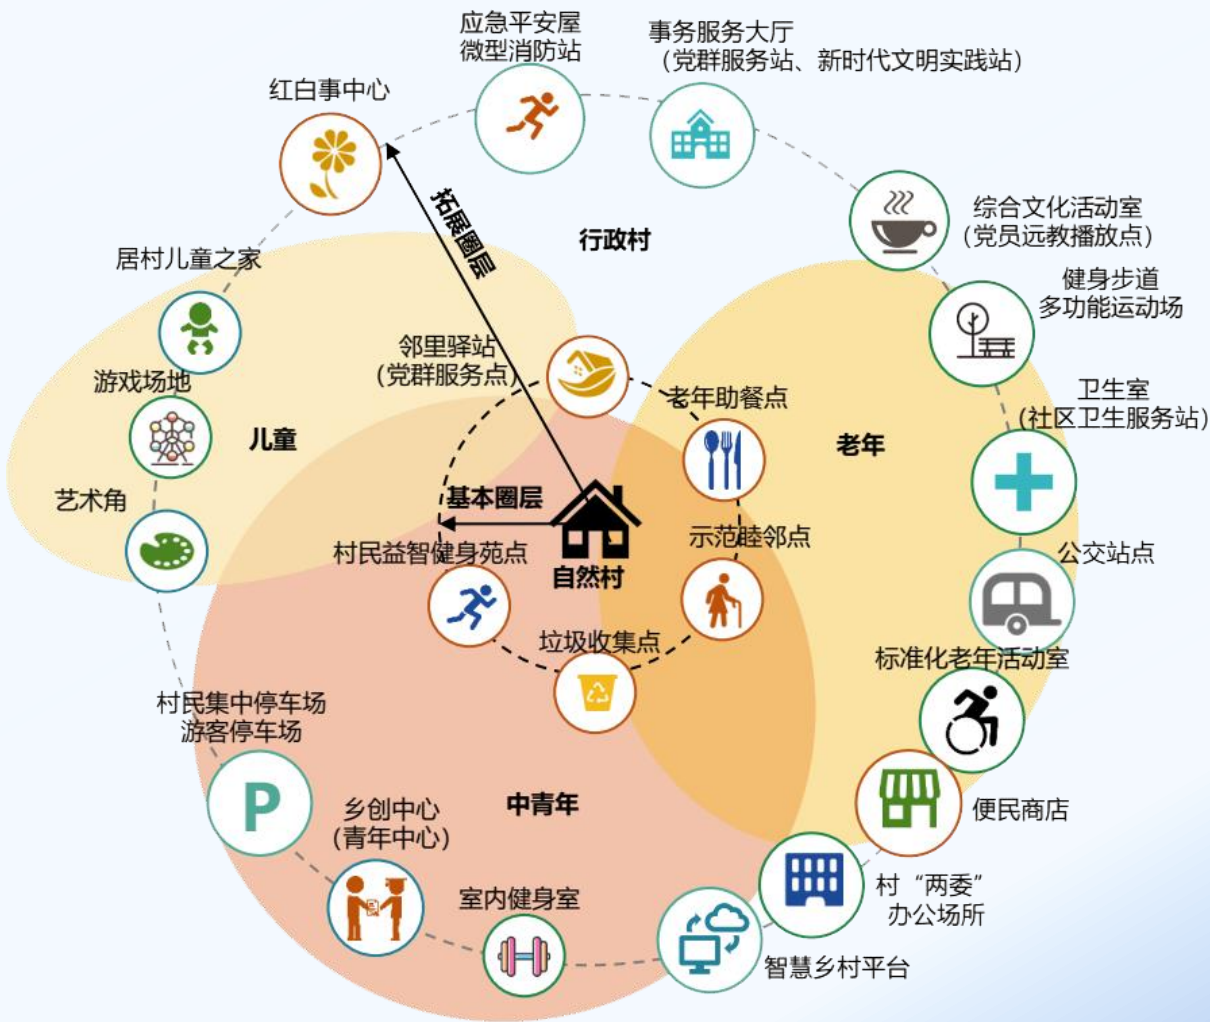 应急平安屋
微型消防站
事务服务大厅
（党群服务站、新时代文明实践站）
红白事中心
拓展圈层
行政村
综合文化活动室
（党员远教播放点）
居村儿童之家
健身步道
多功能运动场
邻里驿站
（党群服务点）
游戏场地
老年助餐点
卫生室
（社区卫生服务站）
儿童
老年
艺术角
基本圈层
村民益智健身苑点
示范睦邻点
公交站点
自然村
垃圾收集点
标准化老年活动室
村民集中停车场
游客停车场
P
中青年
乡创中心
（青年中心）
便民商店
室内健身室
村“两委”
办公场所
智慧乡村平台